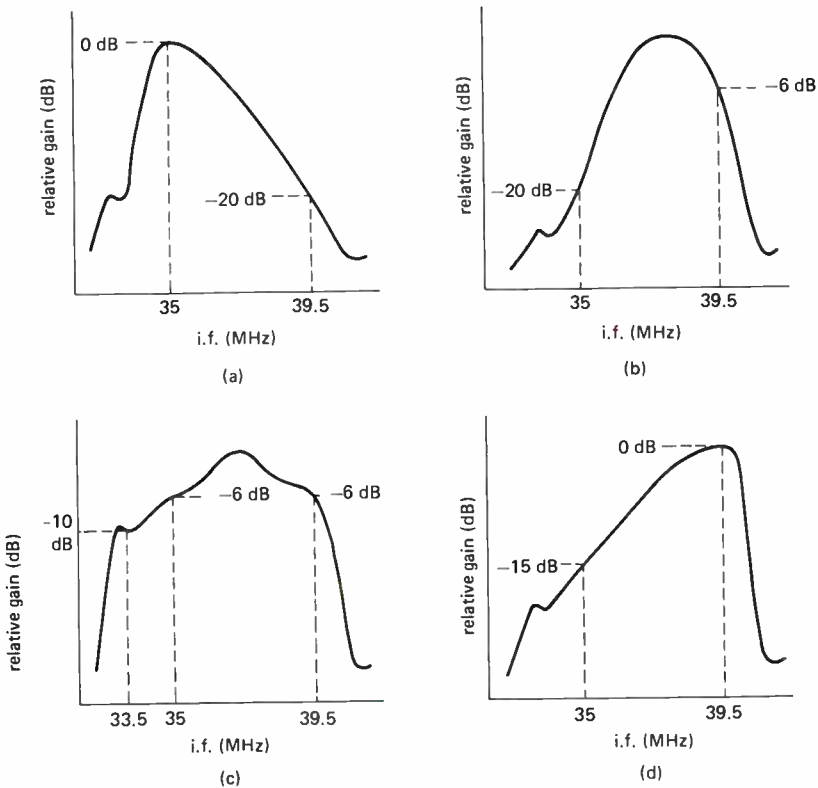 0 dB
relative gain (dB)
−20 dB
35
39.5
i.f. (MHz)
(a)
relative gain (dB)
−6 dB
−20 dB
35
39.5
i.f. (MHz)
(b)
relative gain (dB)
−10
dB
−6 dB
−6 dB
33.5
35
39.5
i.f. (MHz)
(c)
0 dB
relative gain (dB)
−15 dB
35
39.5
i.f. (MHz)
(d)